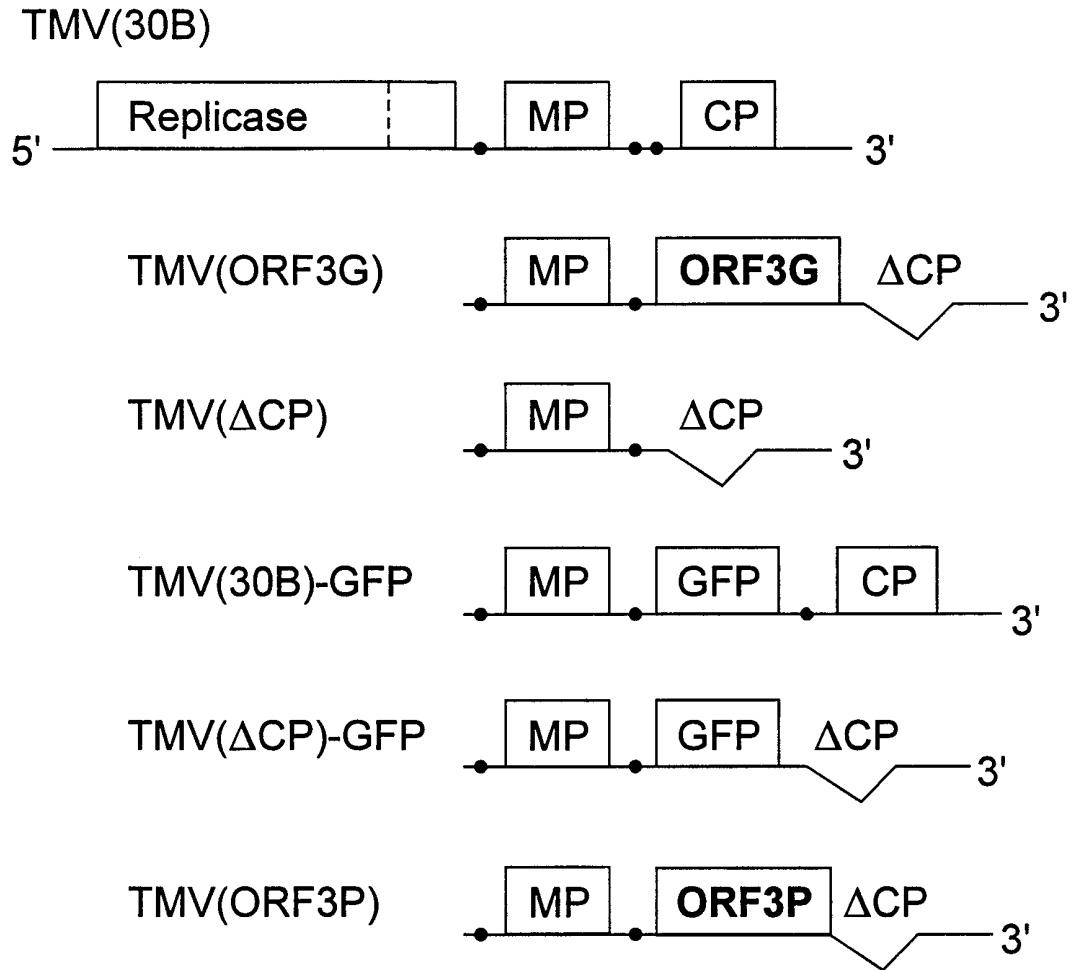 TMV(30B)
Replicase MP CP
5' 3'
TMV(ORF3G) MP ORF3G ΔCP
3'
TMV(ΔCP) MP ΔCP
3'
TMV(30B)-GFP MP GFP CP
3'
TMV(ΔCP)-GFP MP GFP ΔCP
3'
TMV(ORF3P) MP ORF3P ΔCP
3'